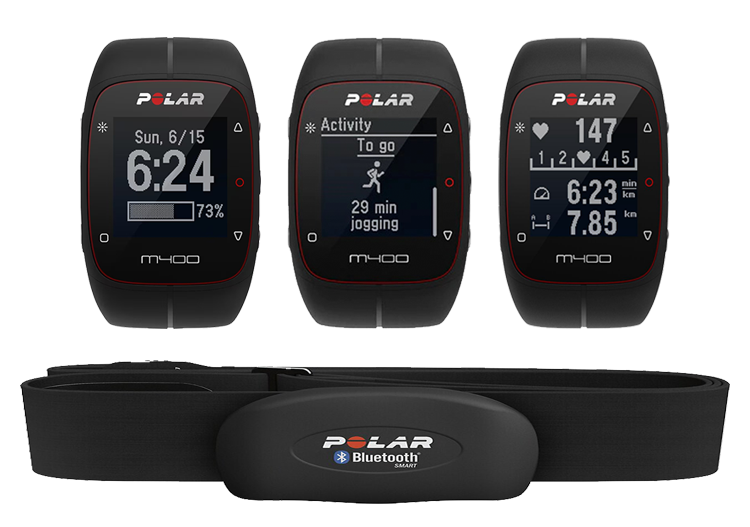 POLAR
Sun, 6/15
6:24
73%
M400
POLAR
Activity
To go
29 min
jogging
M400
POLAR
147
1 2 4 5
6:23 min/km
A B
7.85 km
M400
POLAR
Bluetooth®
SMART